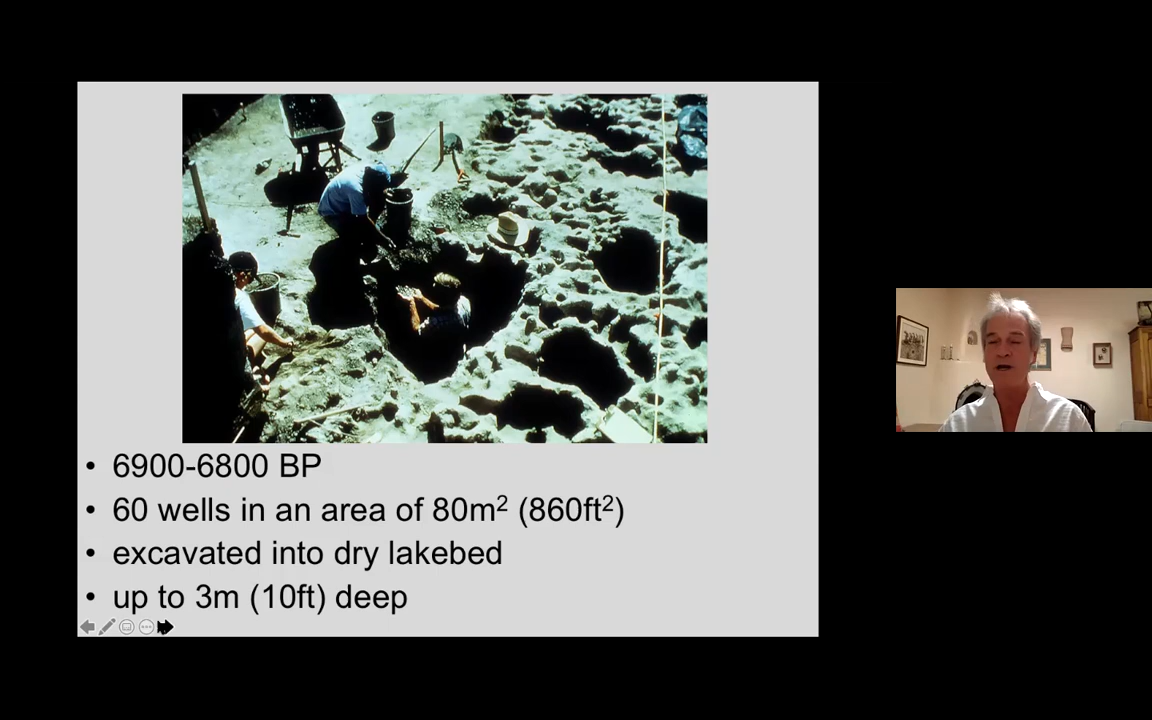 • 6900-6800 BP
• 60 wells in an area of 80m² (860ft²)
• excavated into dry lakebed
• up to 3m (10ft) deep